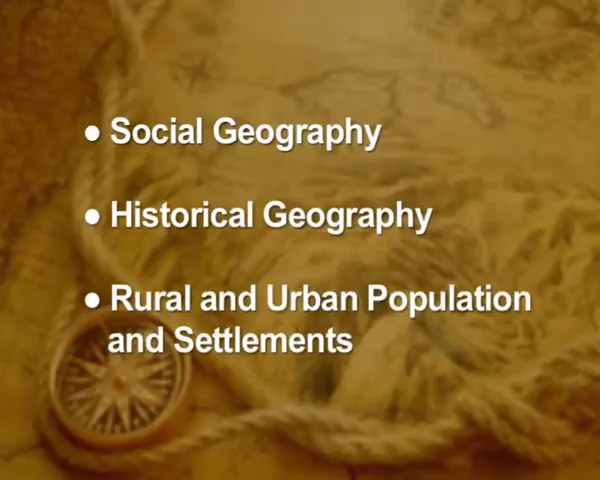 ● Social Geography
● Historical Geography
● Rural and Urban Population
and Settlements